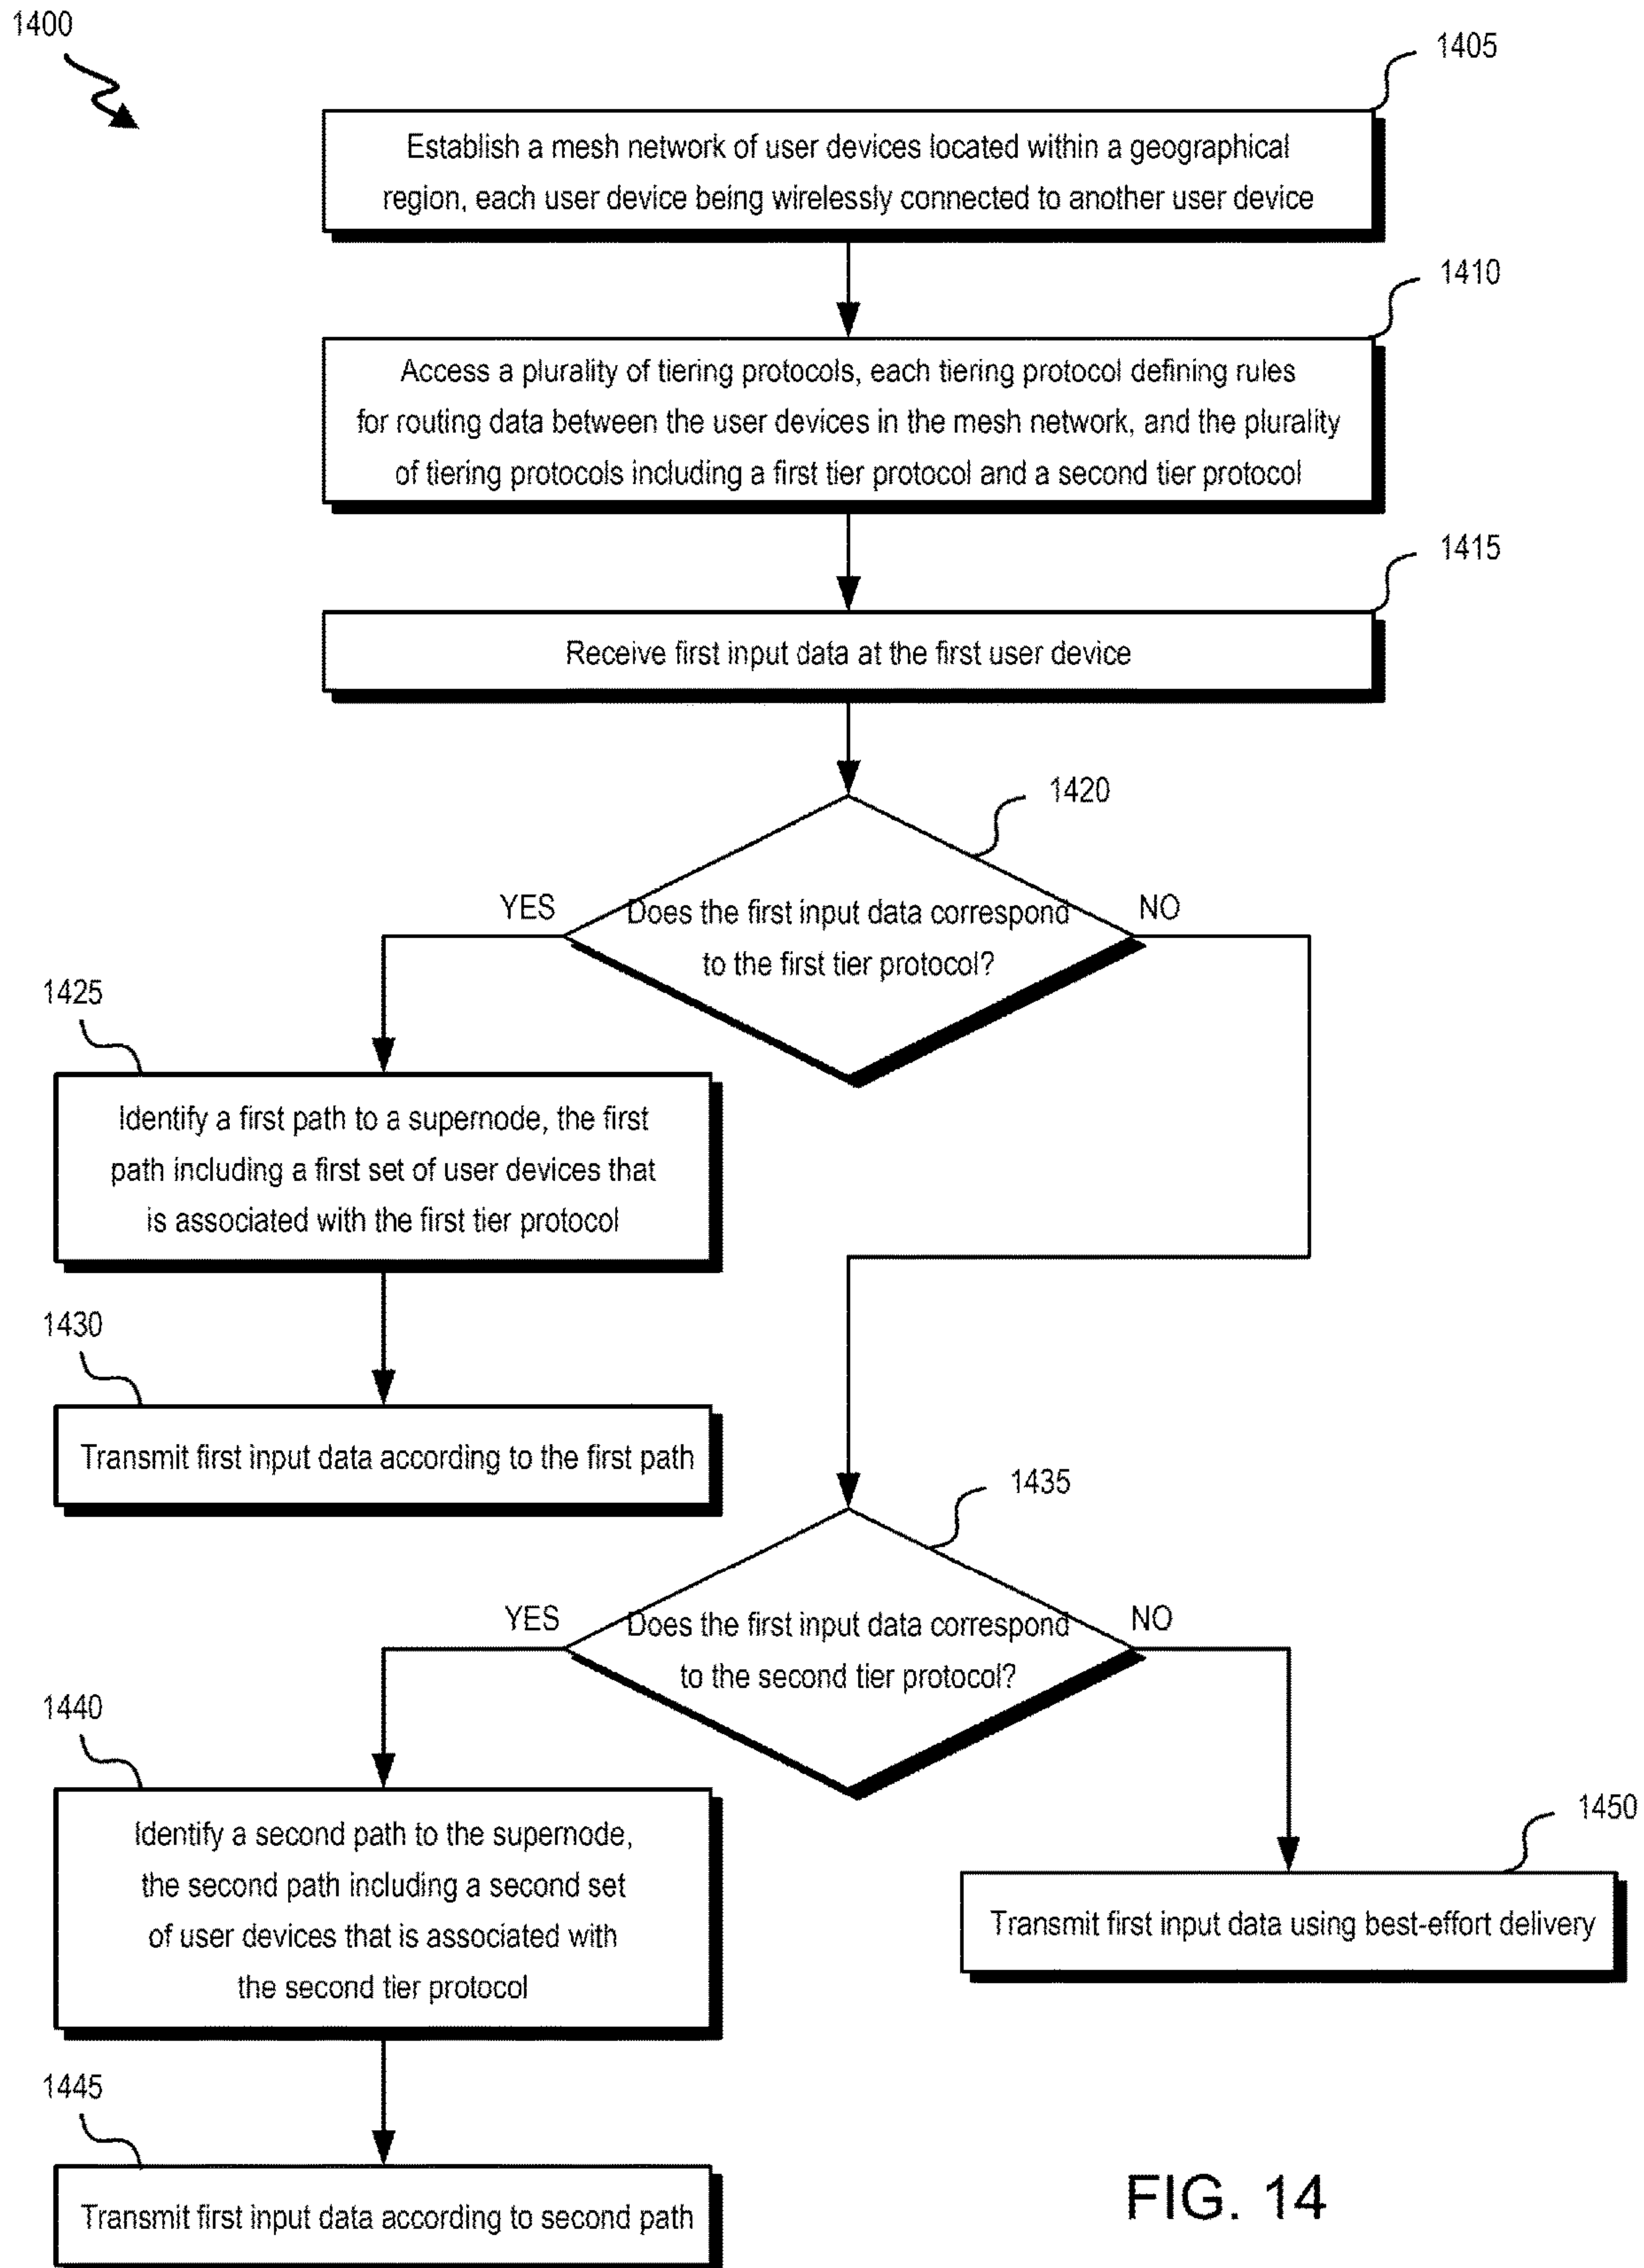 1400
1405
Establish a mesh network of user devices located within a geographical
region, each user device being wirelessly connected to another user device
1410
Access a plurality of tiering protocols, each tiering protocol defining rules
for routing data between the user devices in the mesh network, and the plurality
of tiering protocols including a first tier protocol and a second tier protocol
1415
Receive first input data at the first user device
1420
YES
Does the first input data correspond
to the first tier protocol?
NO
1425
Identify a first path to a supernode, the first
path including a first set of user devices that
is associated with the first tier protocol
1430
Transmit first input data according to the first path
1435
YES
Does the first input data correspond
to the second tier protocol?
NO
1440
Identify a second path to the supernode,
the second path including a second set
of user devices that is associated with
the second tier protocol
1450
Transmit first input data using best-effort delivery
1445
Transmit first input data according to second path
FIG. 14